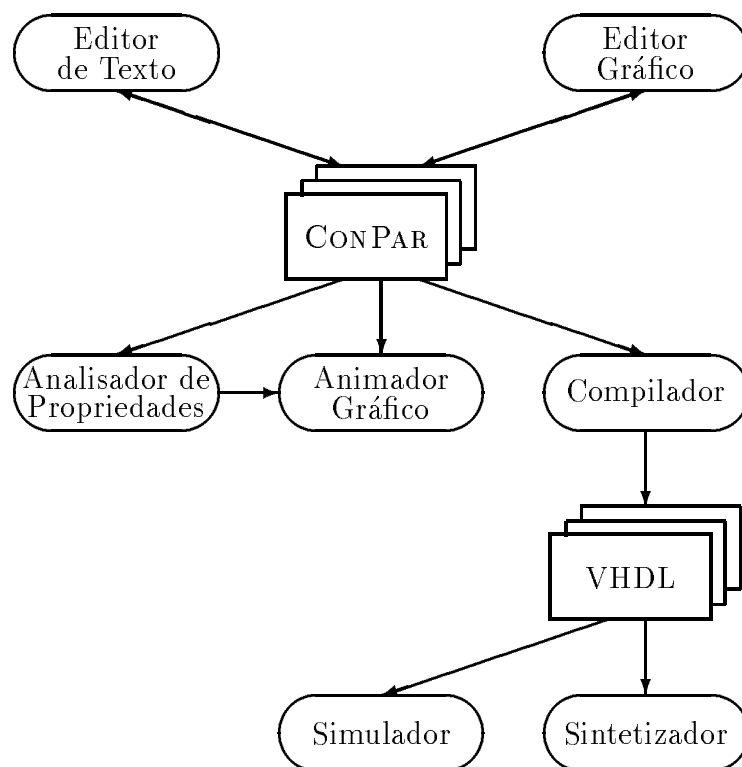 Editor
de Texto
Editor
Gráfico
CONPAR
Analisador de
Propriedades
Animador
Gráfico
Compilador
VHDL
Simulador
Sintetizador